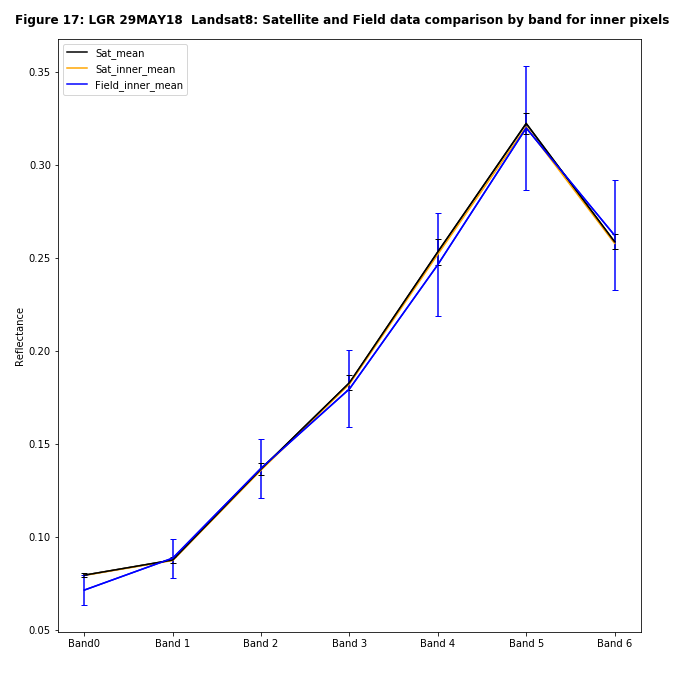 Figure 17: LGR 29MAY18  Landsat8: Satellite and Field data comparison by band for inner pixels
Sat_mean
Sat_inner_mean
Field_inner_mean
Reflectance
0.35
0.30
0.25
0.20
0.15
0.10
0.05
Band0 Band 1 Band 2 Band 3 Band 4 Band 5 Band 6